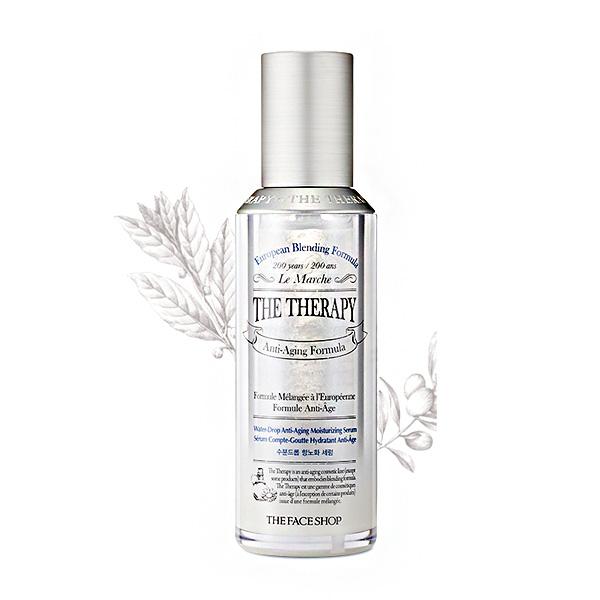 THERAPY • THE THERA
European Blending Formula
200 years / 200 ans
Le Marche
THE THERAPY
Anti-Aging Formula
Formule Mélangée à l'Européenne
Formule Anti-Âge
Water-Drop Anti-Aging Moisturizing Serum
Sérum Compte-Goutte Hydratant Anti-Âge
수분드롭 항노화 세럼
The Therapy is an anti-aging cosmetic line (except
some products) that embodies blending formula.
The Therapy est une gamme de cosmétiques
anti-âge (à l'exception de certains produits)
issue d'une formule mélangée.
THE FACE SHOP